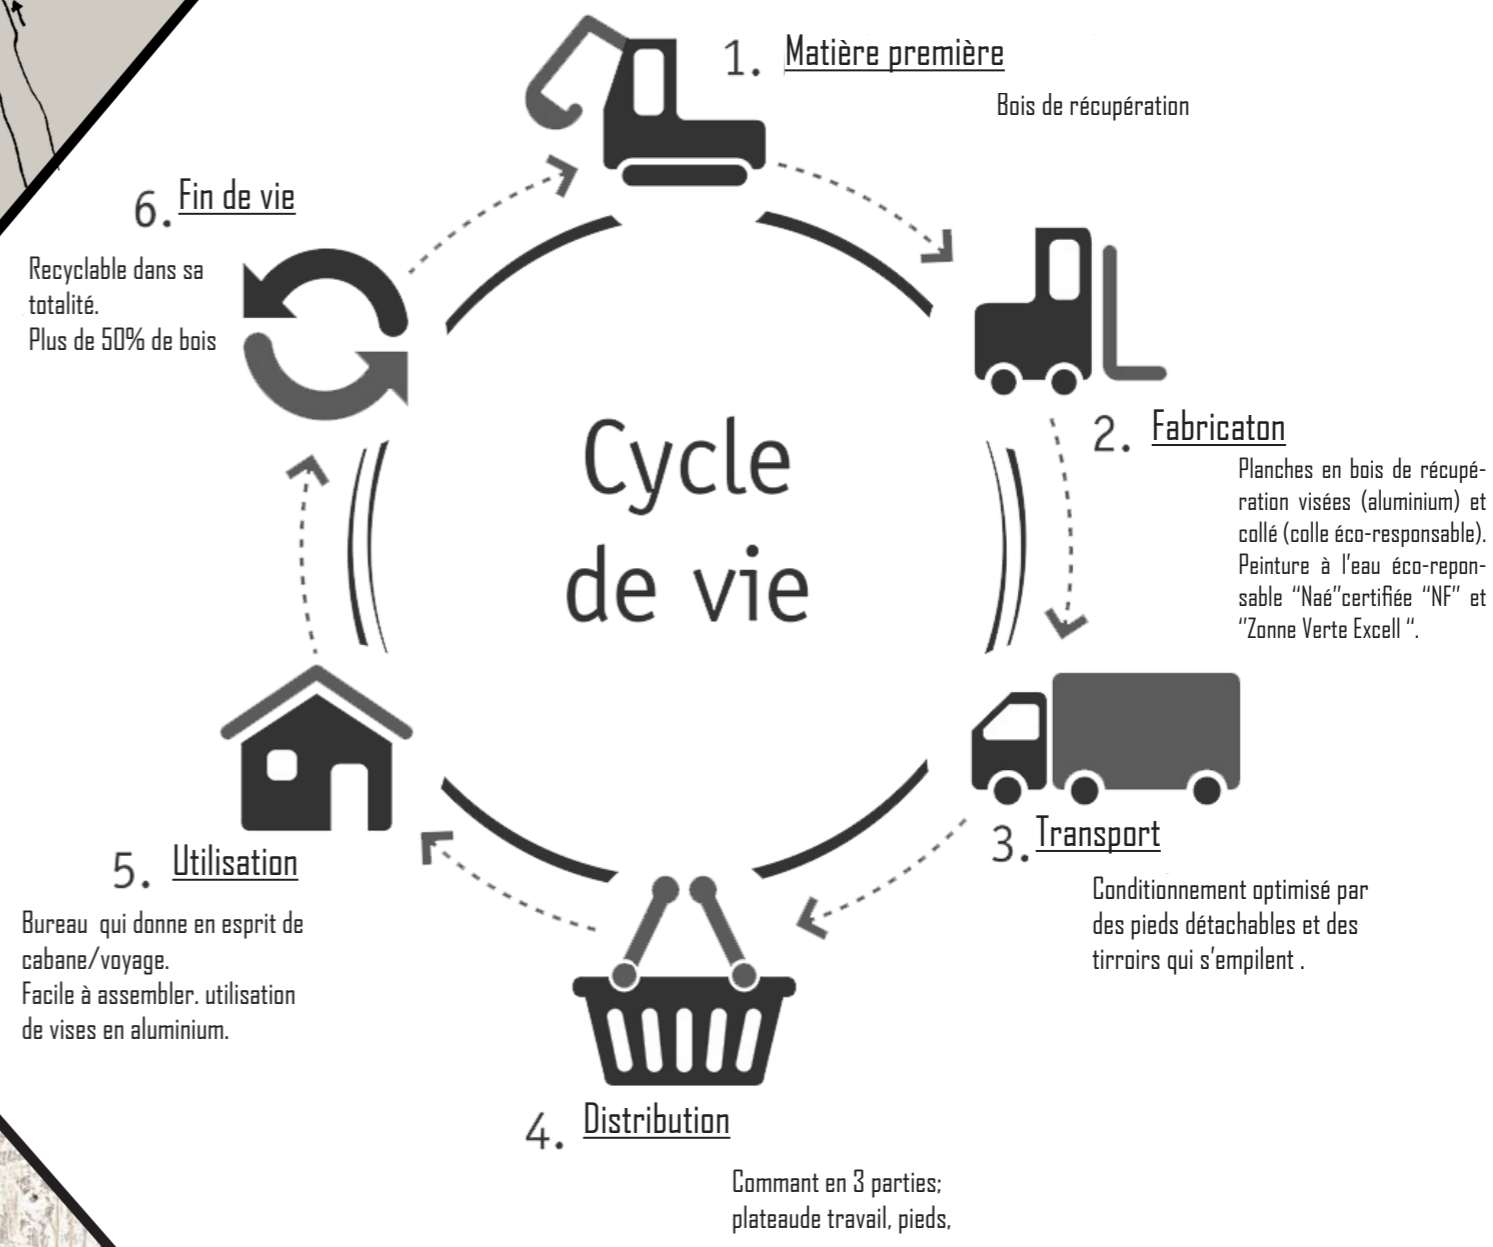 Cycle
de vie
1. Matière première
Bois de récupération
2. Fabricaton
Planches en bois de récupé-
ration visées (aluminium) et
collé (colle éco-responsable).
Peinture à l'eau éco-repon-
sable "Naé"certifiée "NF" et
"Zonne Verte Excell ".
3. Transport
Conditionnement optimisé par
des pieds détachables et des
tirroirs qui s'empilent .
4. Distribution
Commant en 3 parties;
plateaude travail, pieds,
5. Utilisation
Bureau qui donne en esprit de
cabane/voyage.
Facile à assembler. utilisation
de vises en aluminium.
6. Fin de vie
Recyclable dans sa
totalité.
Plus de 50% de bois